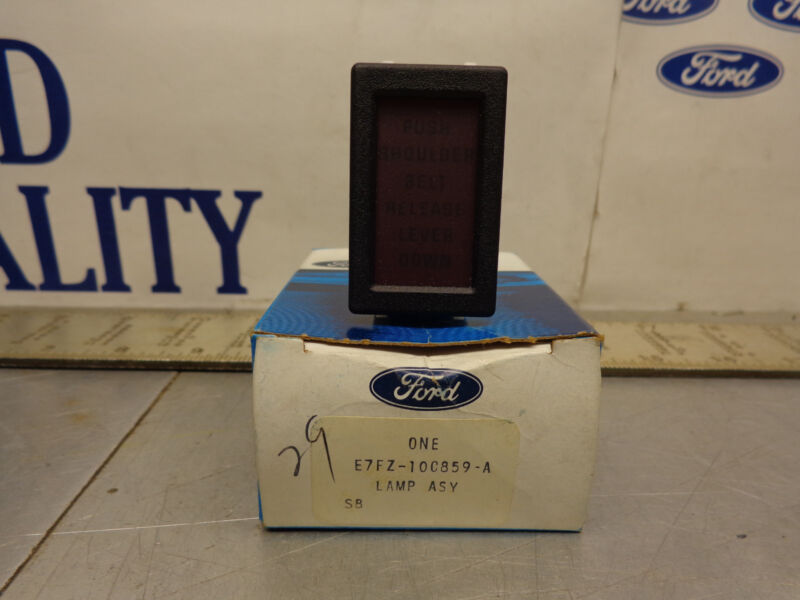 Ford
Ford
PUSH
SHOULDER
BELT
RELEASE
LEVER
DOWN
D
ALITY
Ford
ONE
E7FZ-10C859-A
LAMP ASY
SB
29